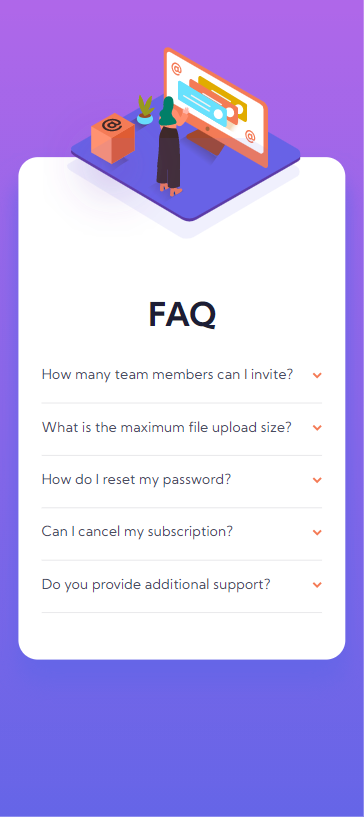 @
@
@
FAQ
How many team members can I invite?
What is the maximum file upload size?
How do I reset my password?
Can I cancel my subscription?
Do you provide additional support?